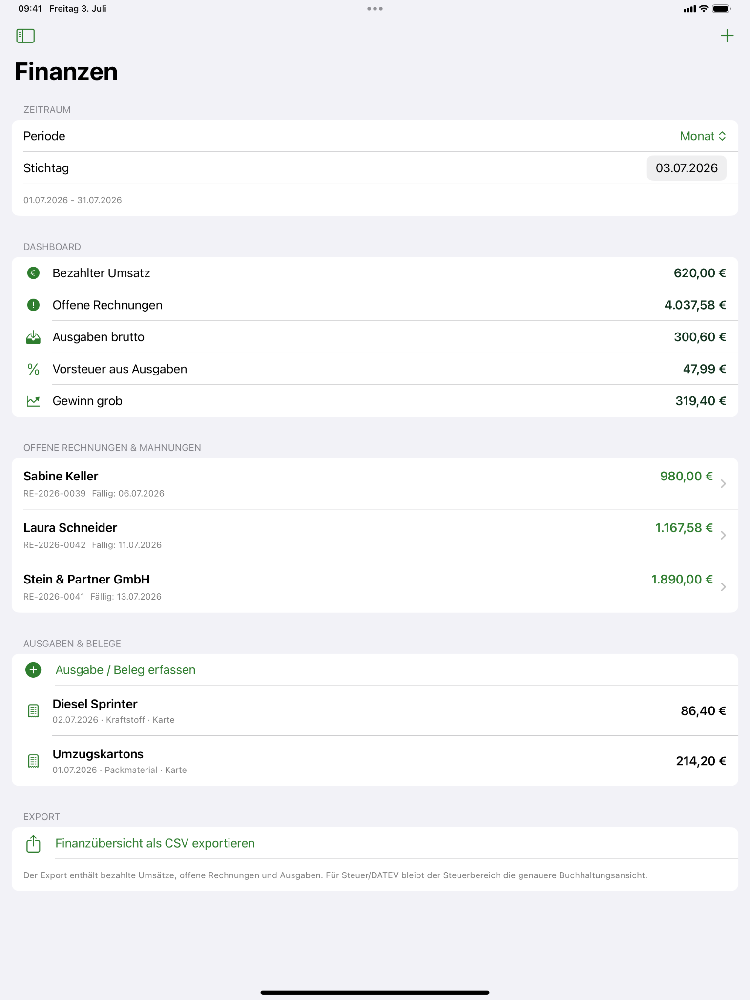 09:41 Freitag 3. Juli
Finanzen
ZEITRAUM
Periode Monat
Stichtag 03.07.2026
01.07.2026 - 31.07.2026
DASHBOARD
€ Bezahlter Umsatz 620,00 €
! Offene Rechnungen 4.037,58 €
Ausgaben brutto 300,60 €
% Vorsteuer aus Ausgaben 47,99 €
Gewinn grob 319,40 €
OFFENE RECHNUNGEN & MAHNUNGEN
Sabine Keller 980,00 €
RE-2026-0039 Fällig: 06.07.2026
Laura Schneider 1.167,58 €
RE-2026-0042 Fällig: 11.07.2026
Stein & Partner GmbH 1.890,00 €
RE-2026-0041 Fällig: 13.07.2026
AUSGABEN & BELEGE
Ausgabe / Beleg erfassen
Diesel Sprinter 86,40 €
02.07.2026 · Kraftstoff · Karte
Umzugskartons 214,20 €
01.07.2026 · Packmaterial · Karte
EXPORT
Finanzübersicht als CSV exportieren
Der Export enthält bezahlte Umsätze, offene Rechnungen und Ausgaben. Für Steuer/DATEV bleibt der Steuerbereich die genauere Buchhaltungsansicht.